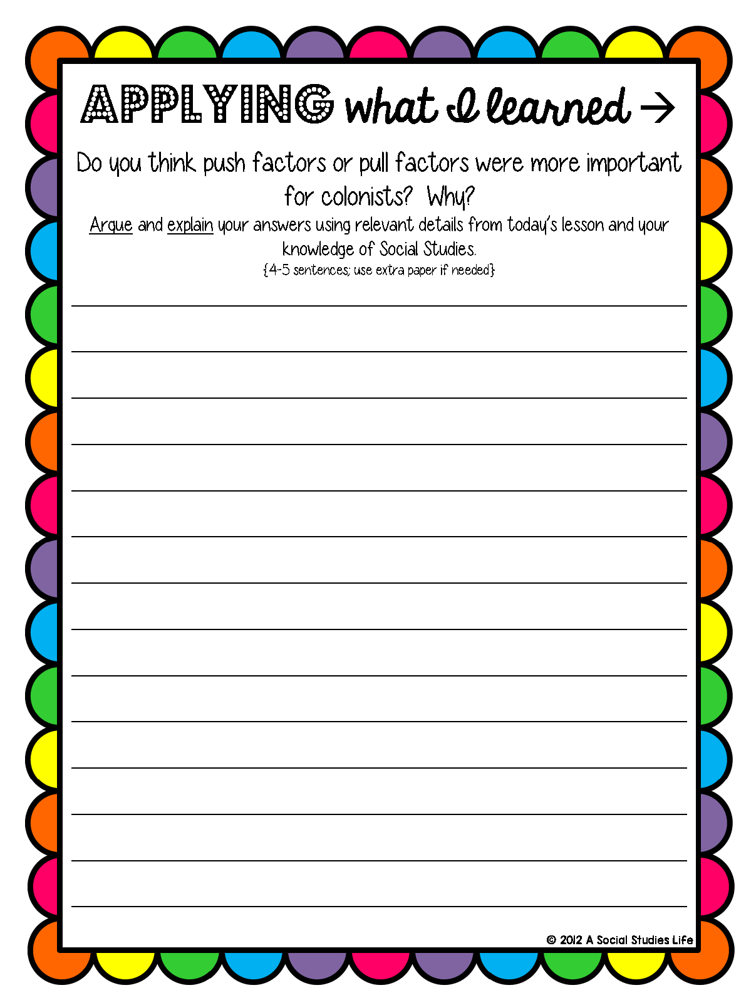 APPLYING what I learned →
Do you think push factors or pull factors were more important
for colonists? Why?
Argue and explain your answers using relevant details from today's lesson and your
knowledge of Social Studies.
{4-5 sentences; use extra paper if needed}
© 2012 A Social Studies Life